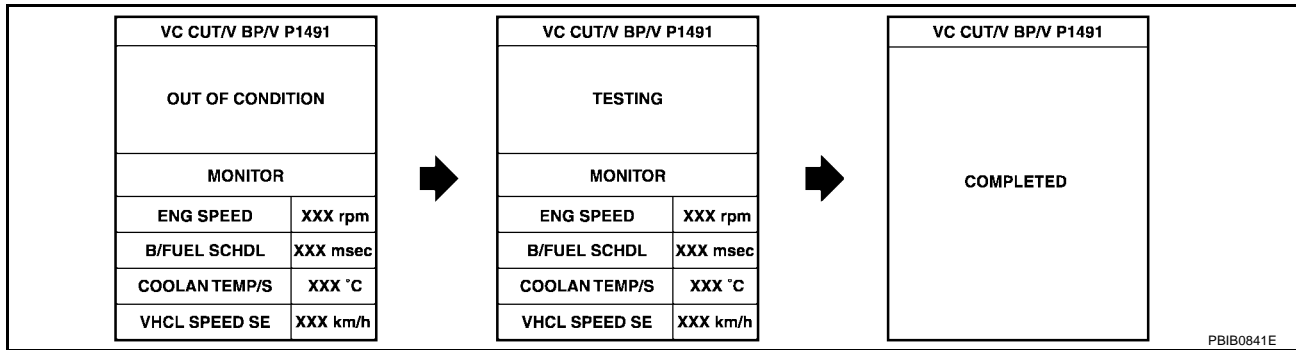 VC CUT/V BP/V P1491
OUT OF CONDITION
MONITOR
ENG SPEED XXX rpm
B/FUEL SCHDL XXX msec
COOLAN TEMP/S XXX °C
VHCL SPEED SE XXX km/h
VC CUT/V BP/V P1491
TESTING
MONITOR
ENG SPEED XXX rpm
B/FUEL SCHDL XXX msec
COOLAN TEMP/S XXX °C
VHCL SPEED SE XXX km/h
VC CUT/V BP/V P1491
COMPLETED
PBIB0841E